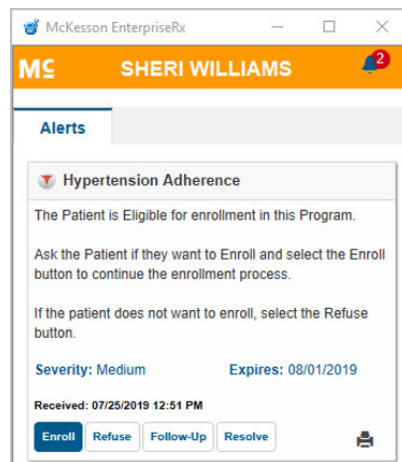 McKesson EnterpriseRx
MC SHERI WILLIAMS 2
Alerts
Hypertension Adherence
The Patient is Eligible for enrollment in this Program.
Ask the Patient if they want to Enroll and select the Enroll
button to continue the enrollment process.
If the patient does not want to enroll, select the Refuse
button.
Severity: Medium Expires: 08/01/2019
Received: 07/25/2019 12:51 PM
Enroll Refuse Follow-Up Resolve